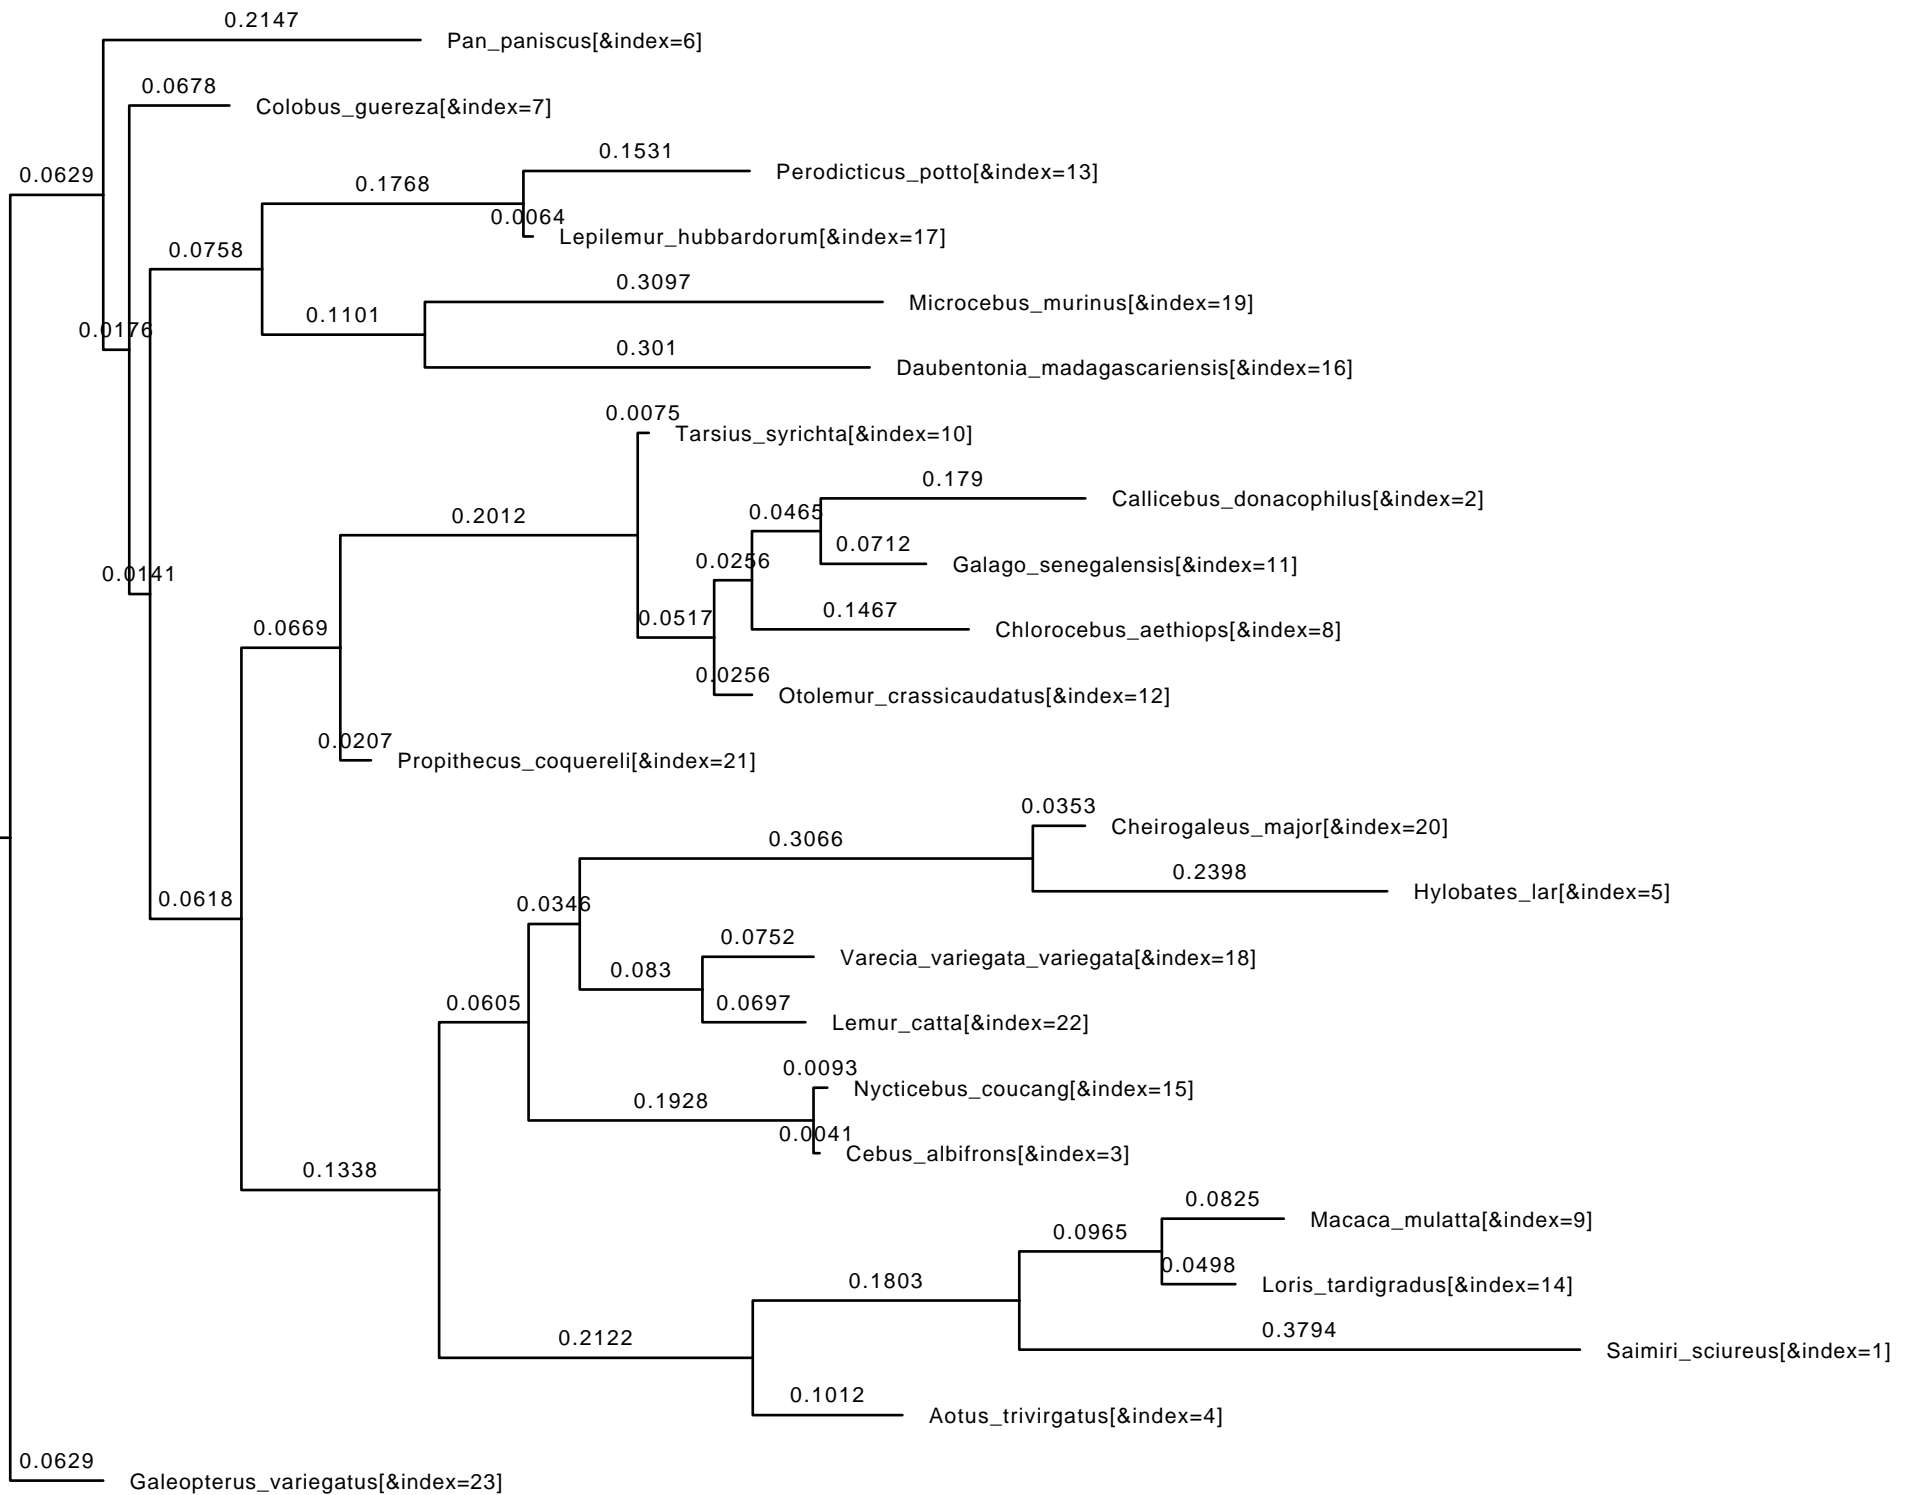 0.2147
Pan_paniscus[&index=6]
0.0678
Colobus_guereza[&index=7]
0.1531
Perodicticus_potto[&index=13]
0.0629
0.1768
0.0064
Lepilemur_hubbardorum[&index=17]
0.0758
0.3097
Microcebus_murinus[&index=19]
0.1101
0.0176
0.301
Daubentonia_madagascariensis[&index=16]
0.0075
Tarsius_syrichta[&index=10]
0.179
Callicebus_donacophilus[&index=2]
0.2012
0.0465
0.0712
Galago_senegalensis[&index=11]
0.0256
0.0141
0.1467
Chlorocebus_aethiops[&index=8]
0.0517
0.0669
0.0256
Otolemur_crassicaudatus[&index=12]
0.0207
Propithecus_coquereli[&index=21]
0.0353
Cheirogaleus_major[&index=20]
0.3066
0.2398
Hylobates_lar[&index=5]
0.0618
0.0346
0.0752
Varecia_variegata_variegata[&index=18]
0.083
0.0605
0.0697
Lemur_catta[&index=22]
0.0093
Nycticebus_coucang[&index=15]
0.1928
0.0041
Cebus_albifrons[&index=3]
0.1338
0.0825
Macaca_mulatta[&index=9]
0.0965
0.0498
Loris_tardigradus[&index=14]
0.1803
0.3794
Saimiri_sciureus[&index=1]
0.2122
0.1012
Aotus_trivirgatus[&index=4]
0.0629
Galeopterus_variegatus[&index=23]